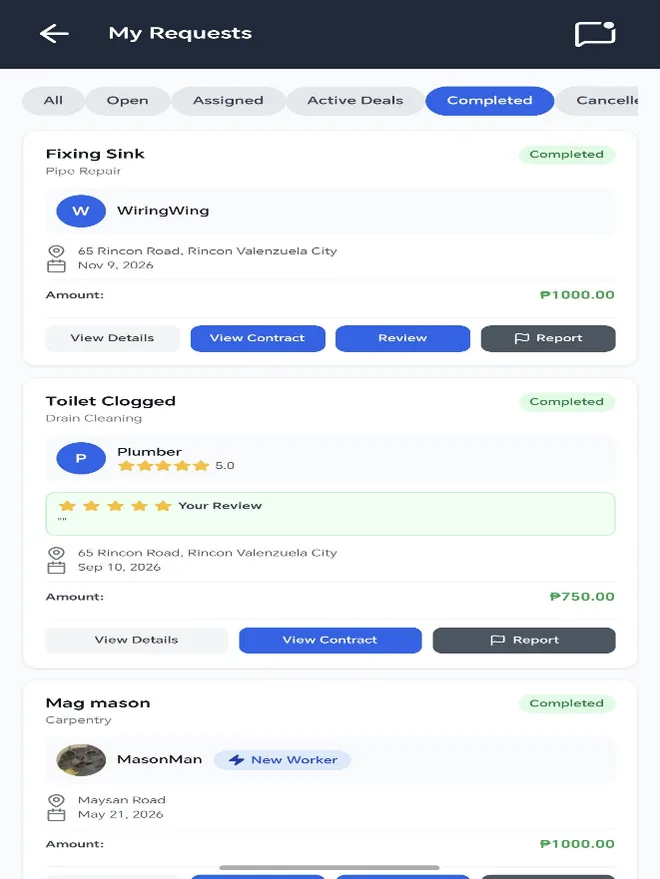 My Requests
All Open Assigned Active Deals Completed Cancelle
Fixing Sink Completed
Pipe Repair
W WiringWing
65 Rincon Road, Rincon Valenzuela City
Nov 9, 2026
Amount: ₱1000.00
View Details View Contract Review Report
Toilet Clogged Completed
Drain Cleaning
P Plumber
5.0
Your Review
""
65 Rincon Road, Rincon Valenzuela City
Sep 10, 2026
Amount: ₱750.00
View Details View Contract Report
Mag mason Completed
Carpentry
MasonMan New Worker
Maysan Road
May 21, 2026
Amount: ₱1000.00